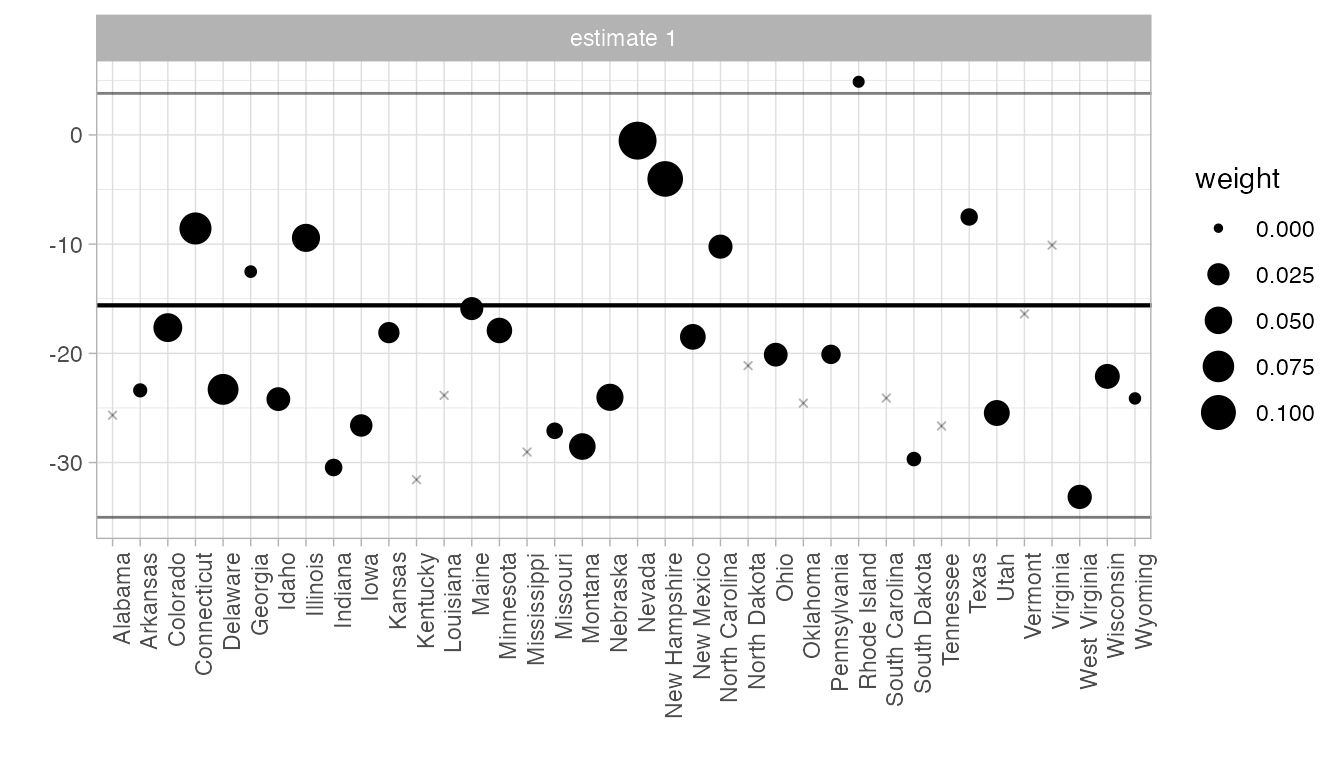 estimate 1
0
-10
-20
-30
Alabama
Arkansas
Colorado
Connecticut
Delaware
Georgia
Idaho
Illinois
Indiana
Iowa
Kansas
Kentucky
Louisiana
Maine
Minnesota
Mississippi
Missouri
Montana
Nebraska
Nevada
New Hampshire
New Mexico
North Carolina
North Dakota
Ohio
Oklahoma
Pennsylvania
Rhode Island
South Carolina
South Dakota
Tennessee
Texas
Utah
Vermont
Virginia
West Virginia
Wisconsin
Wyoming
weight
0.000
0.025
0.050
0.075
0.100